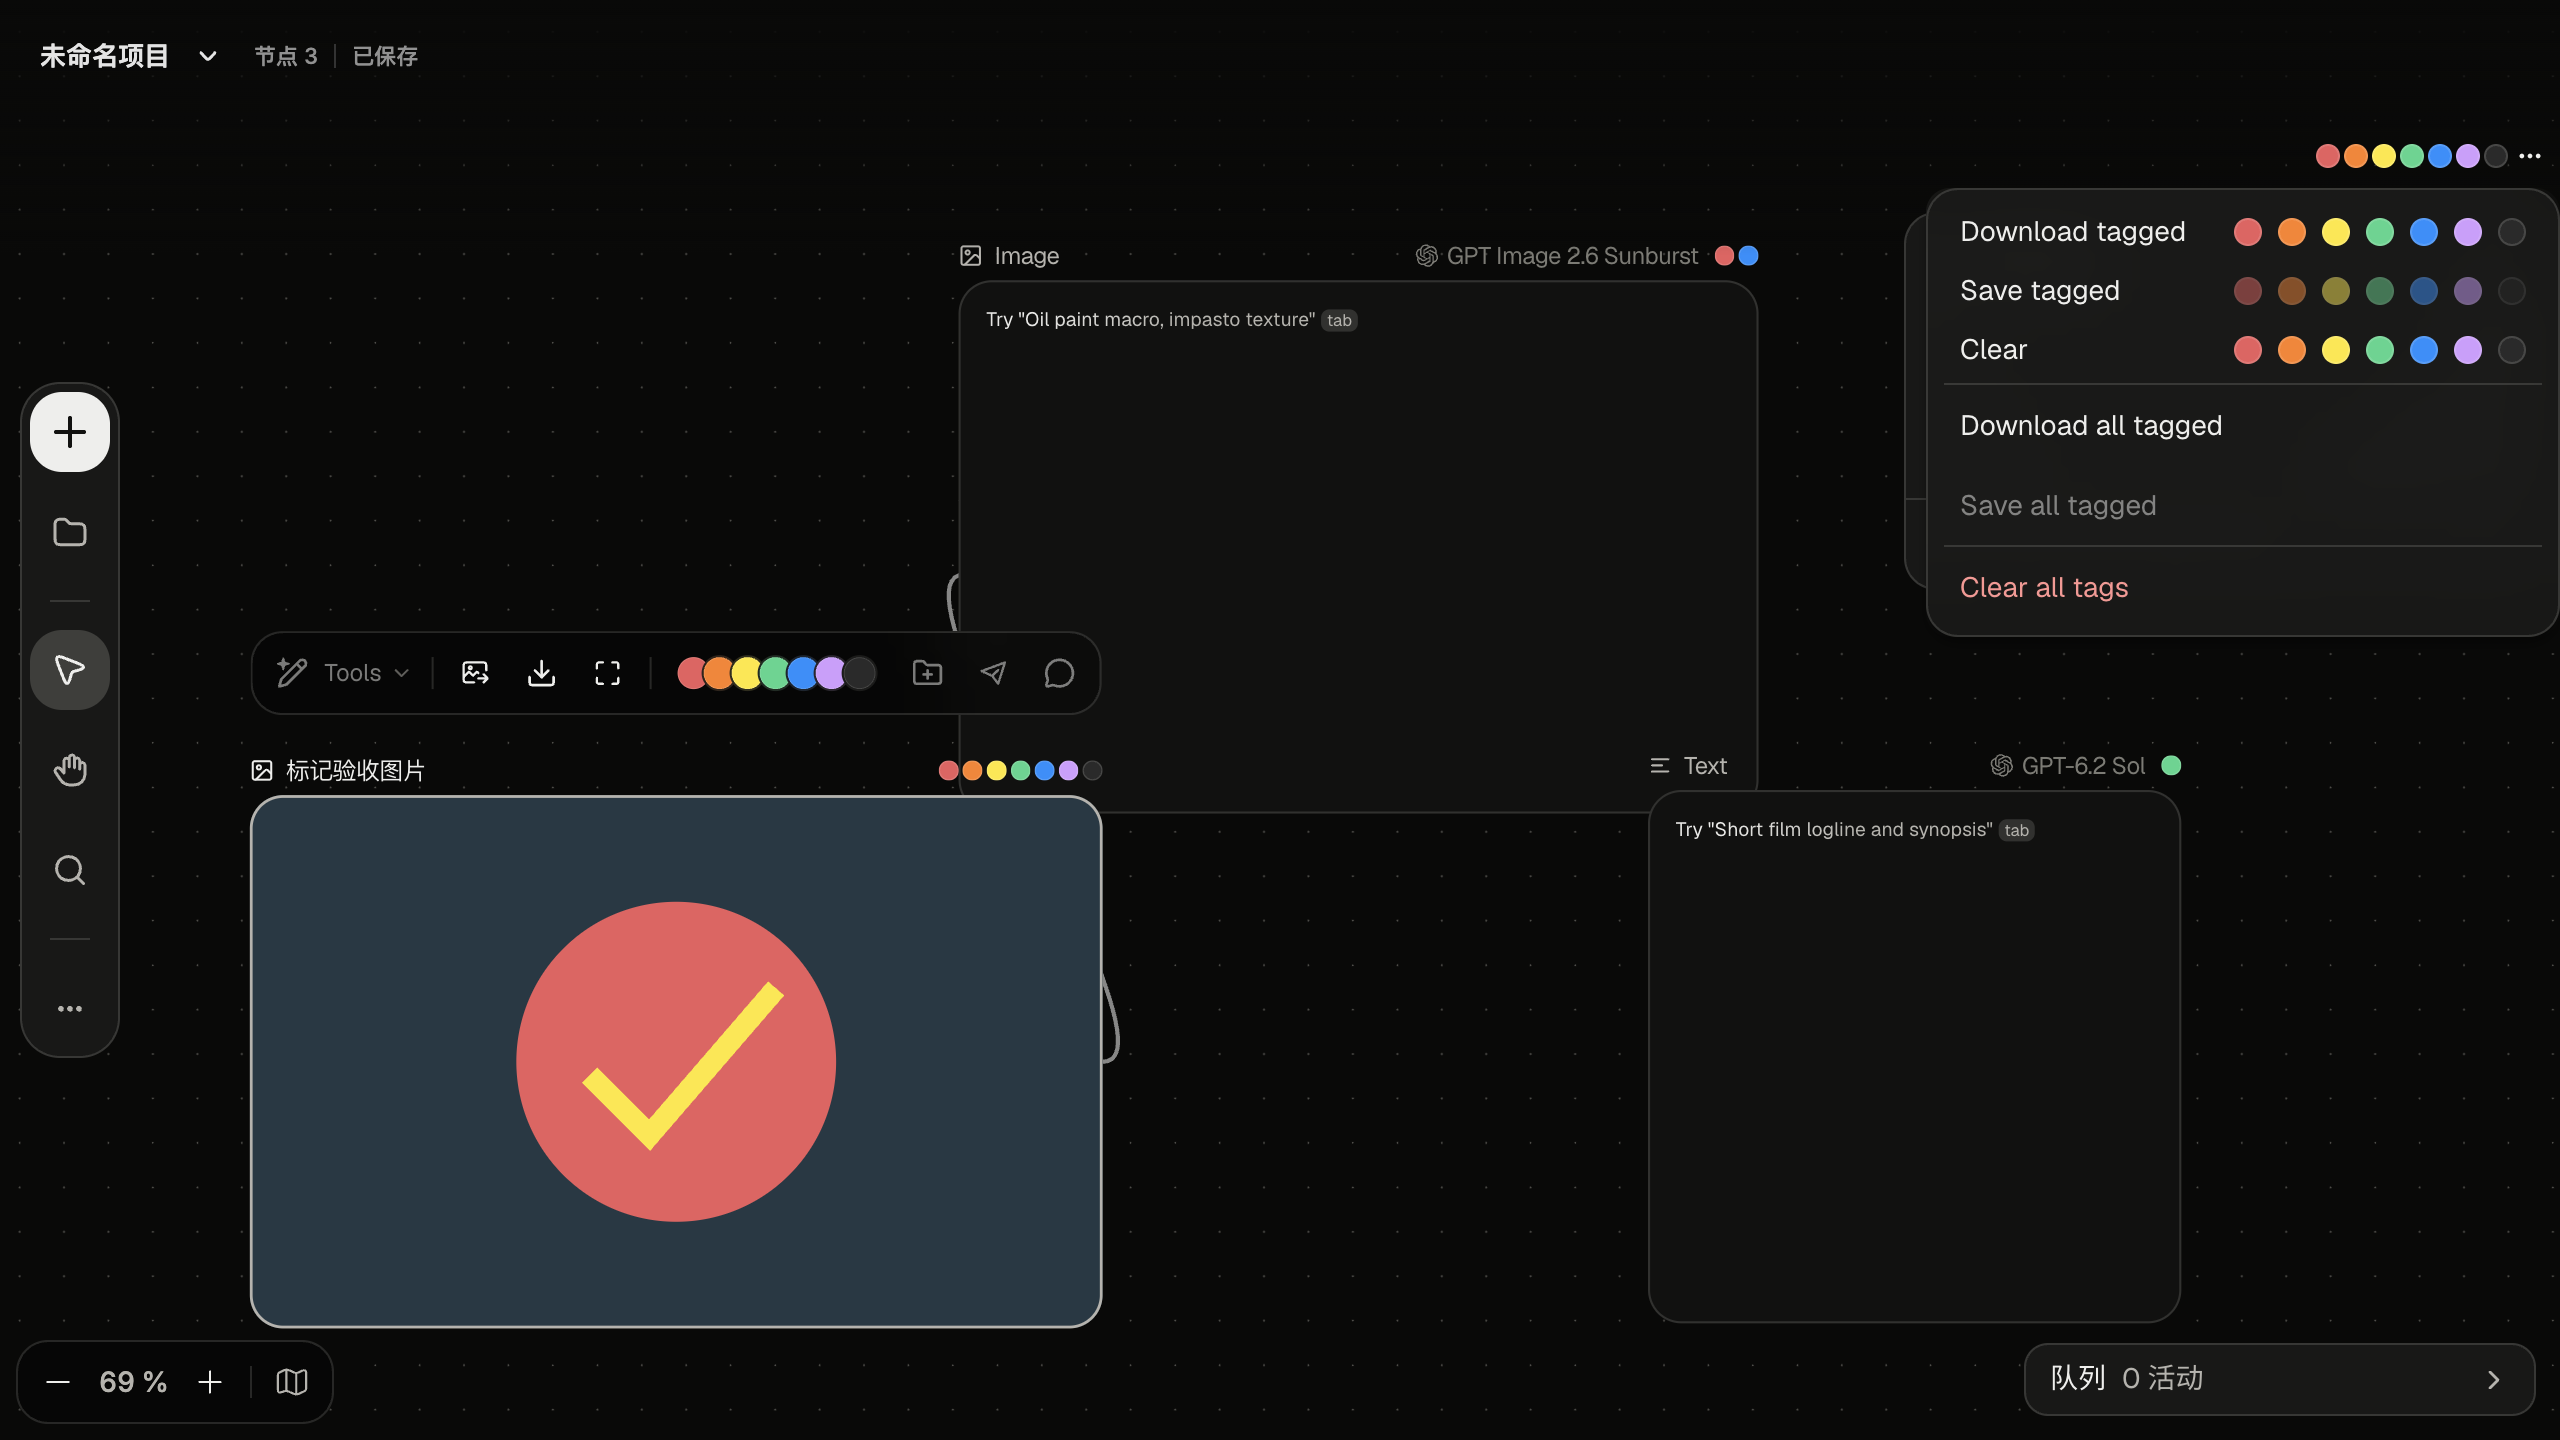 未命名项目 节点 3 已保存
Image GPT Image 2.6 Sunburst
Try "Oil paint macro, impasto texture" tab
Download tagged
Save tagged
Clear
Download all tagged
Save all tagged
Clear all tags
Tools
标记验收图片
Text GPT-6.2 Sol
Try "Short film logline and synopsis" tab
69 %
队列 0 活动